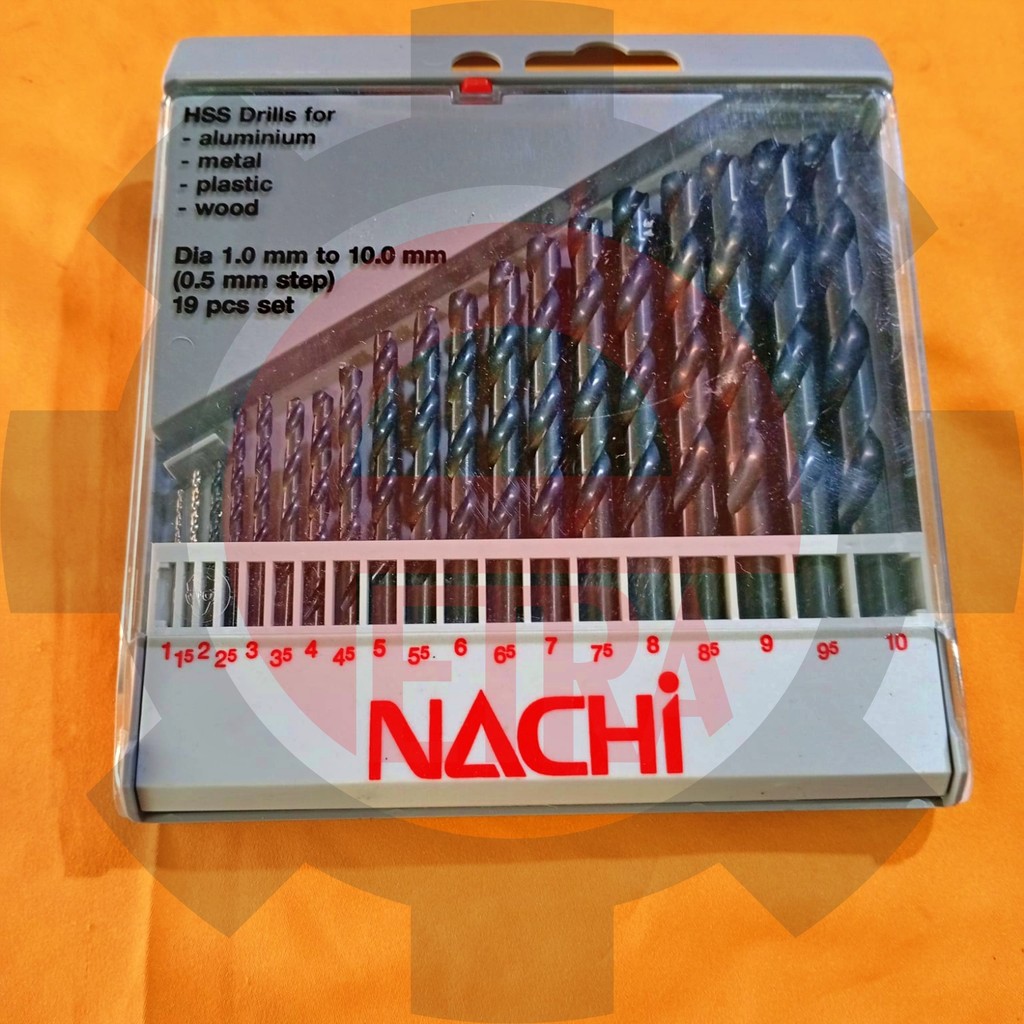 HSS Drills for
- aluminium
- metal
- plastic
- wood
Dia 1.0 mm to 10.0 mm
(0.5 mm step)
19 pcs set
1 15 2 25 3 35 4 45 5 55 6 65 7 75 8 85 9 95 10
NACHi
TETRA